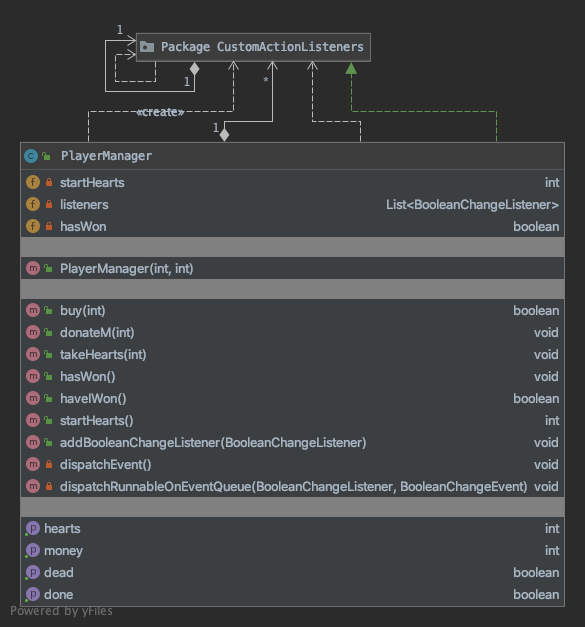 1
Package CustomActionListeners
1
*
«create»
1
PlayerManager
startHearts int
listeners List<BooleanChangeListener>
hasWon boolean
PlayerManager(int, int)
buy(int) boolean
donateM(int) void
takeHearts(int) void
hasWon() void
haveIWon() boolean
startHearts() int
addBooleanChangeListener(BooleanChangeListener) void
dispatchEvent() void
dispatchRunnableOnEventQueue(BooleanChangeListener, BooleanChangeEvent) void
hearts int
money int
dead boolean
done boolean
Powered by yFiles